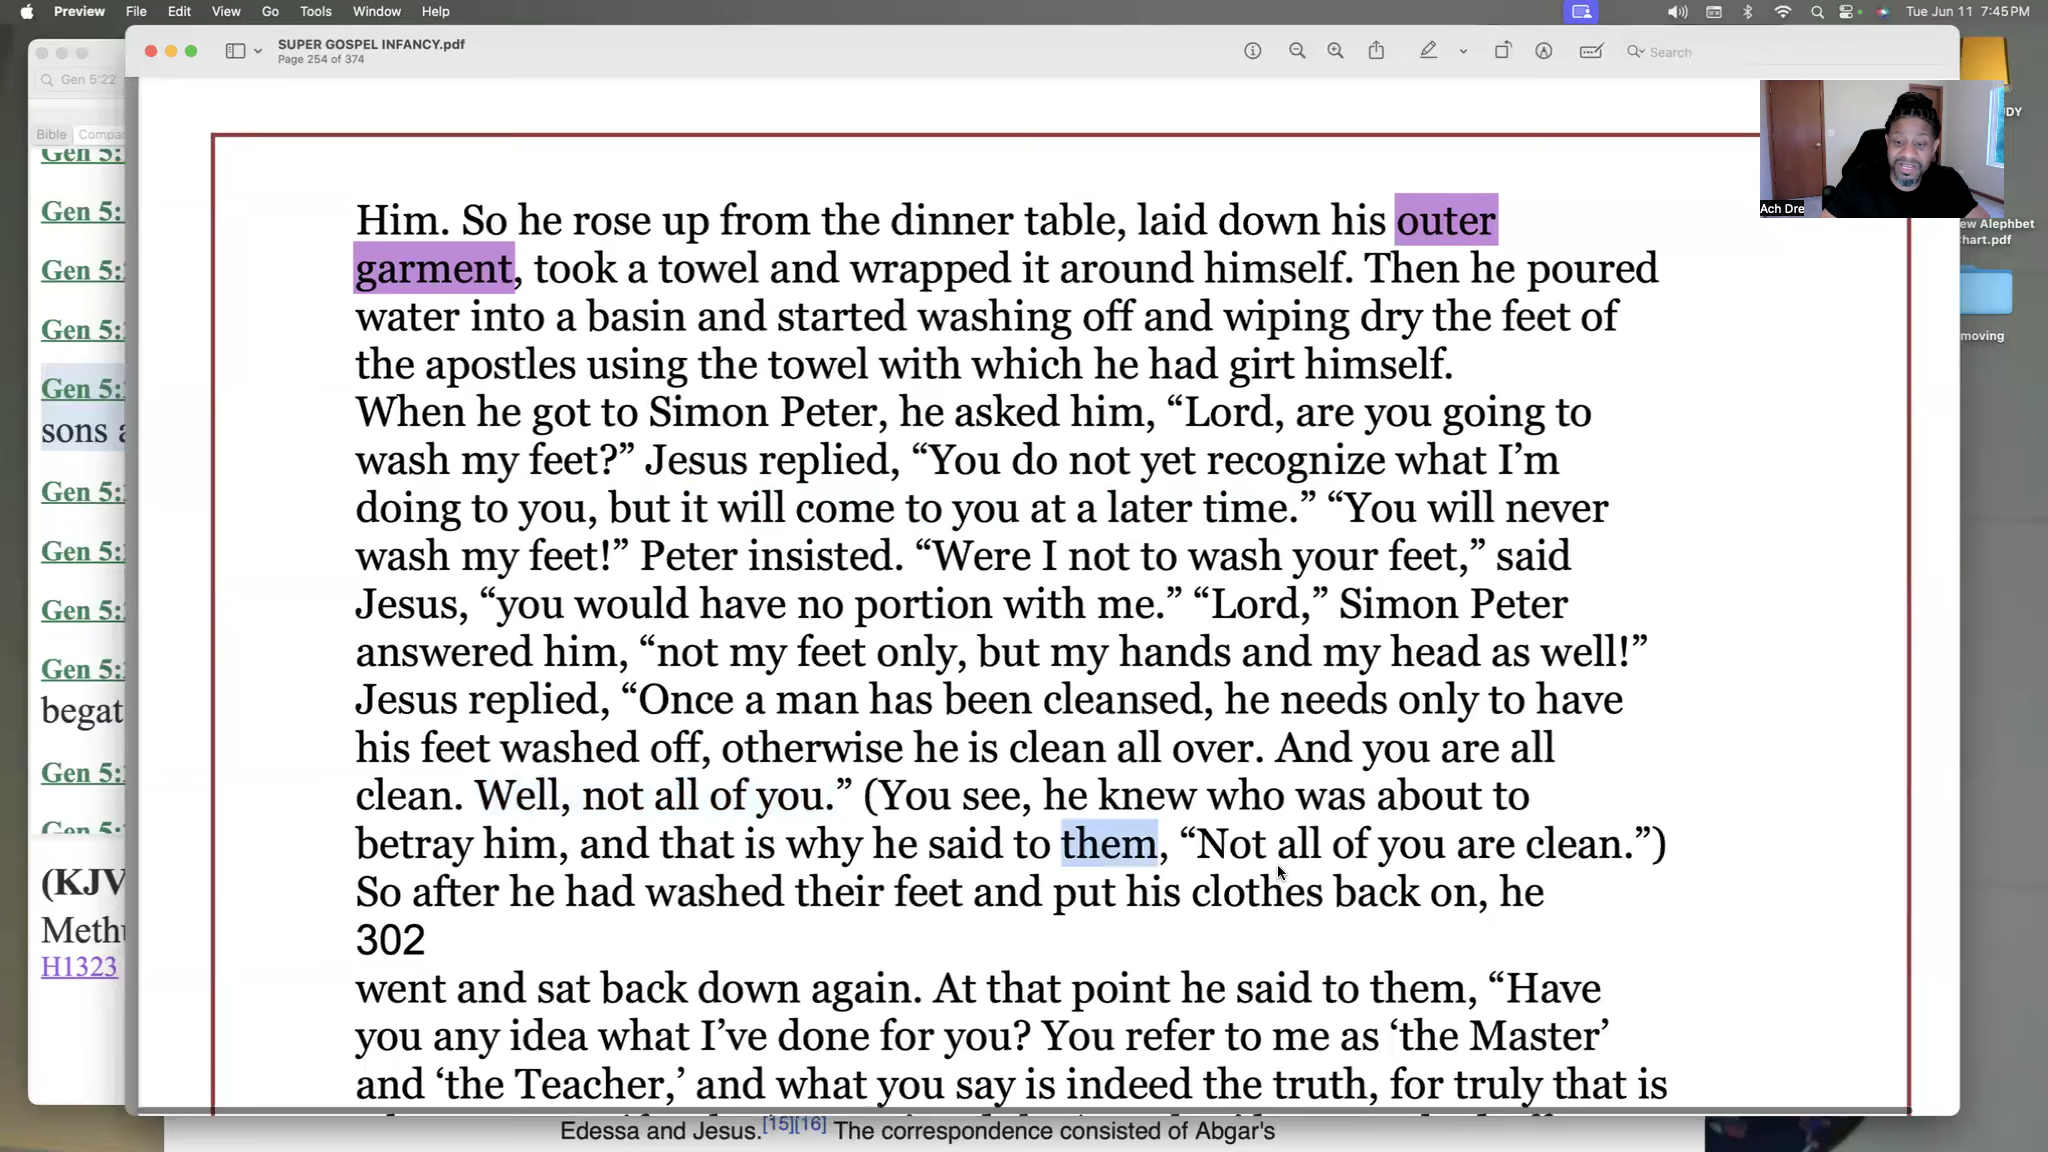 Preview File Edit View Go Tools Window Help
Tue Jun 11 7:45 PM
SUPER GOSPEL INFANCY.pdf
Page 254 of 374
Search
Gen 5:22
Bible Compa
Gen 5:
Gen 5:
Gen 5:
Gen 5:
Gen 5:
sons a
Gen 5:
Gen 5:
Gen 5:
Gen 5:
begat
Gen 5:
Gen 5:
(KJV
Meth
H1323
Ach Dre
DY
ew Alephbet
hart.pdf
moving
Him. So he rose up from the dinner table, laid down his outer
garment, took a towel and wrapped it around himself. Then he poured
water into a basin and started washing off and wiping dry the feet of
the apostles using the towel with which he had girt himself.
When he got to Simon Peter, he asked him, “Lord, are you going to
wash my feet?” Jesus replied, “You do not yet recognize what I’m
doing to you, but it will come to you at a later time.” “You will never
wash my feet!” Peter insisted. “Were I not to wash your feet,” said
Jesus, “you would have no portion with me.” “Lord,” Simon Peter
answered him, “not my feet only, but my hands and my head as well!”
Jesus replied, “Once a man has been cleansed, he needs only to have
his feet washed off, otherwise he is clean all over. And you are all
clean. Well, not all of you.” (You see, he knew who was about to
betray him, and that is why he said to them, “Not all of you are clean.”)
So after he had washed their feet and put his clothes back on, he
302
went and sat back down again. At that point he said to them, “Have
you any idea what I’ve done for you? You refer to me as ‘the Master’
and ‘the Teacher,’ and what you say is indeed the truth, for truly that is
Edessa and Jesus.[15][16] The correspondence consisted of Abgar's